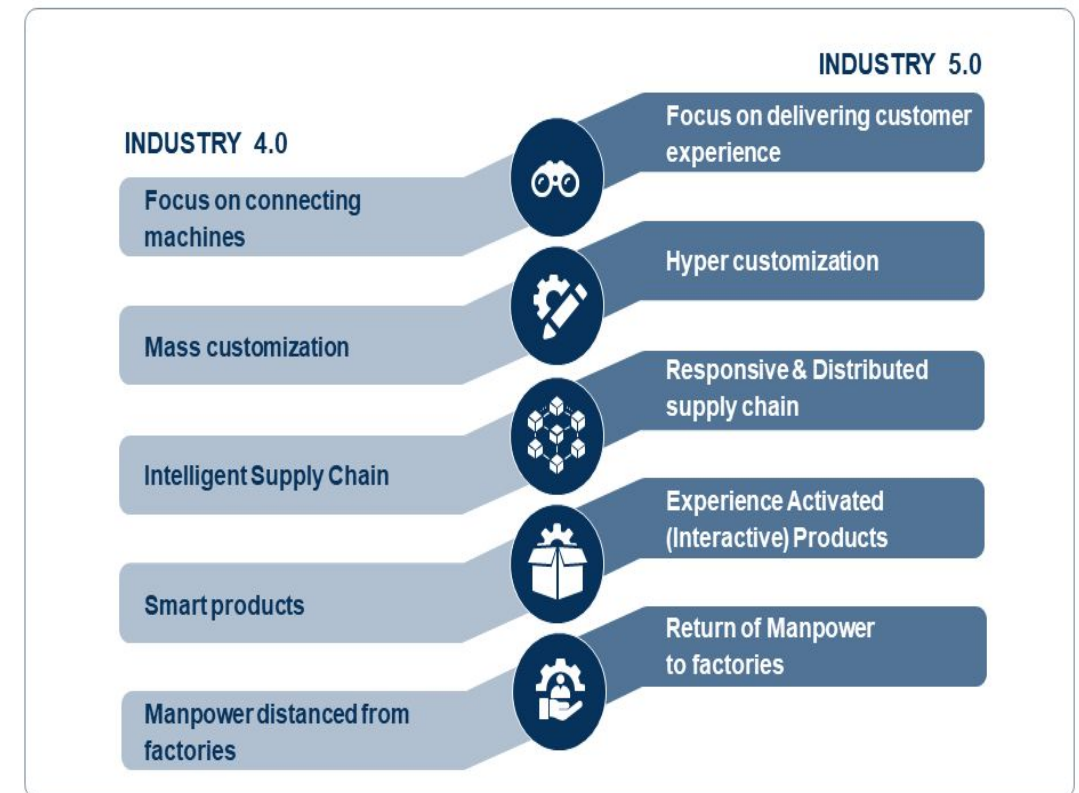 INDUSTRY 4.0
Focus on connecting
machines
Mass customization
Intelligent Supply Chain
Smart products
Manpower distanced from
factories
INDUSTRY 5.0
Focus on delivering customer
experience
Hyper customization
Responsive & Distributed
supply chain
Experience Activated
(Interactive) Products
Return of Manpower
to factories